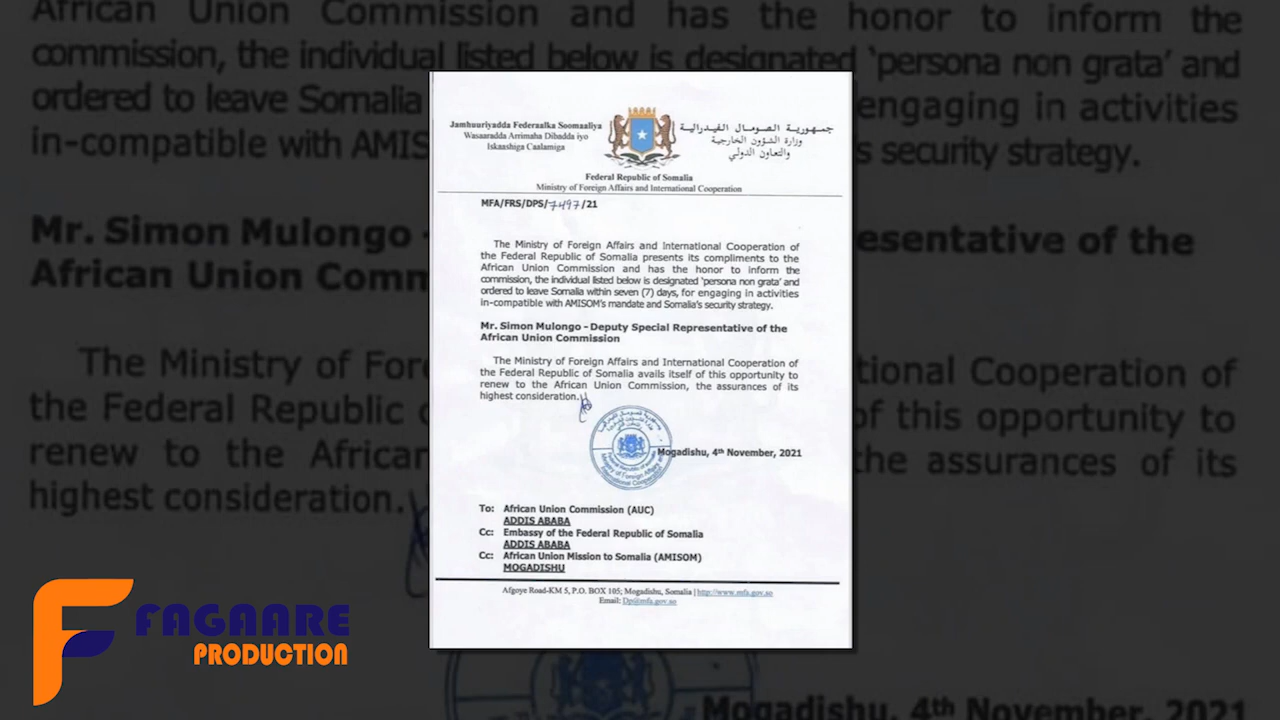 African Union Commission and has the honor to inform the
commission, the individual listed below is designated ‘persona non grata’ and
ordered to leave Somalia engaging in activities
in-compatible with AMIS s security strategy.
Mr. Simon Mulongo - esentative of the
African Union Comm
The Ministry of Fore tional Cooperation of
the Federal Republic of this opportunity to
renew to the African the assurances of its
highest consideration.
Mogadishu, 4th November, 2021
Jamhuuriyadda Federaalka Soomaaliya
Wasaaradda Arrimaha Dibadda iyo
Iskaashiga Caalamiga
جمهورية الصومال الفيدرالية
وزارة الشؤون الخارجية
والتعاون الدولي
Federal Republic of Somalia
Ministry of Foreign Affairs and International Cooperation
MFA/FRS/DPS/7497/21
The Ministry of Foreign Affairs and International Cooperation of
the Federal Republic of Somalia presents its compliments to the
African Union Commission and has the honor to inform the
commission, the individual listed below is designated ‘persona non grata’ and
ordered to leave Somalia within seven (7) days, for engaging in activities
in-compatible with AMISOM’s mandate and Somalia’s security strategy.
Mr. Simon Mulongo - Deputy Special Representative of the
African Union Commission
The Ministry of Foreign Affairs and International Cooperation of
the Federal Republic of Somalia avails itself of this opportunity to
renew to the African Union Commission, the assurances of its
highest consideration.
Mogadishu, 4th November, 2021
To: African Union Commission (AUC)
ADDIS ABABA
Cc: Embassy of the Federal Republic of Somalia
ADDIS ABABA
Cc: African Union Mission to Somalia (AMISOM)
MOGADISHU
Afgoye Road-KM 5, P.O. BOX 105; Mogadishu, Somalia | http://www.mfa.gov.so
Email: Dp@mfa.gov.so
FAGAARE
PRODUCTION